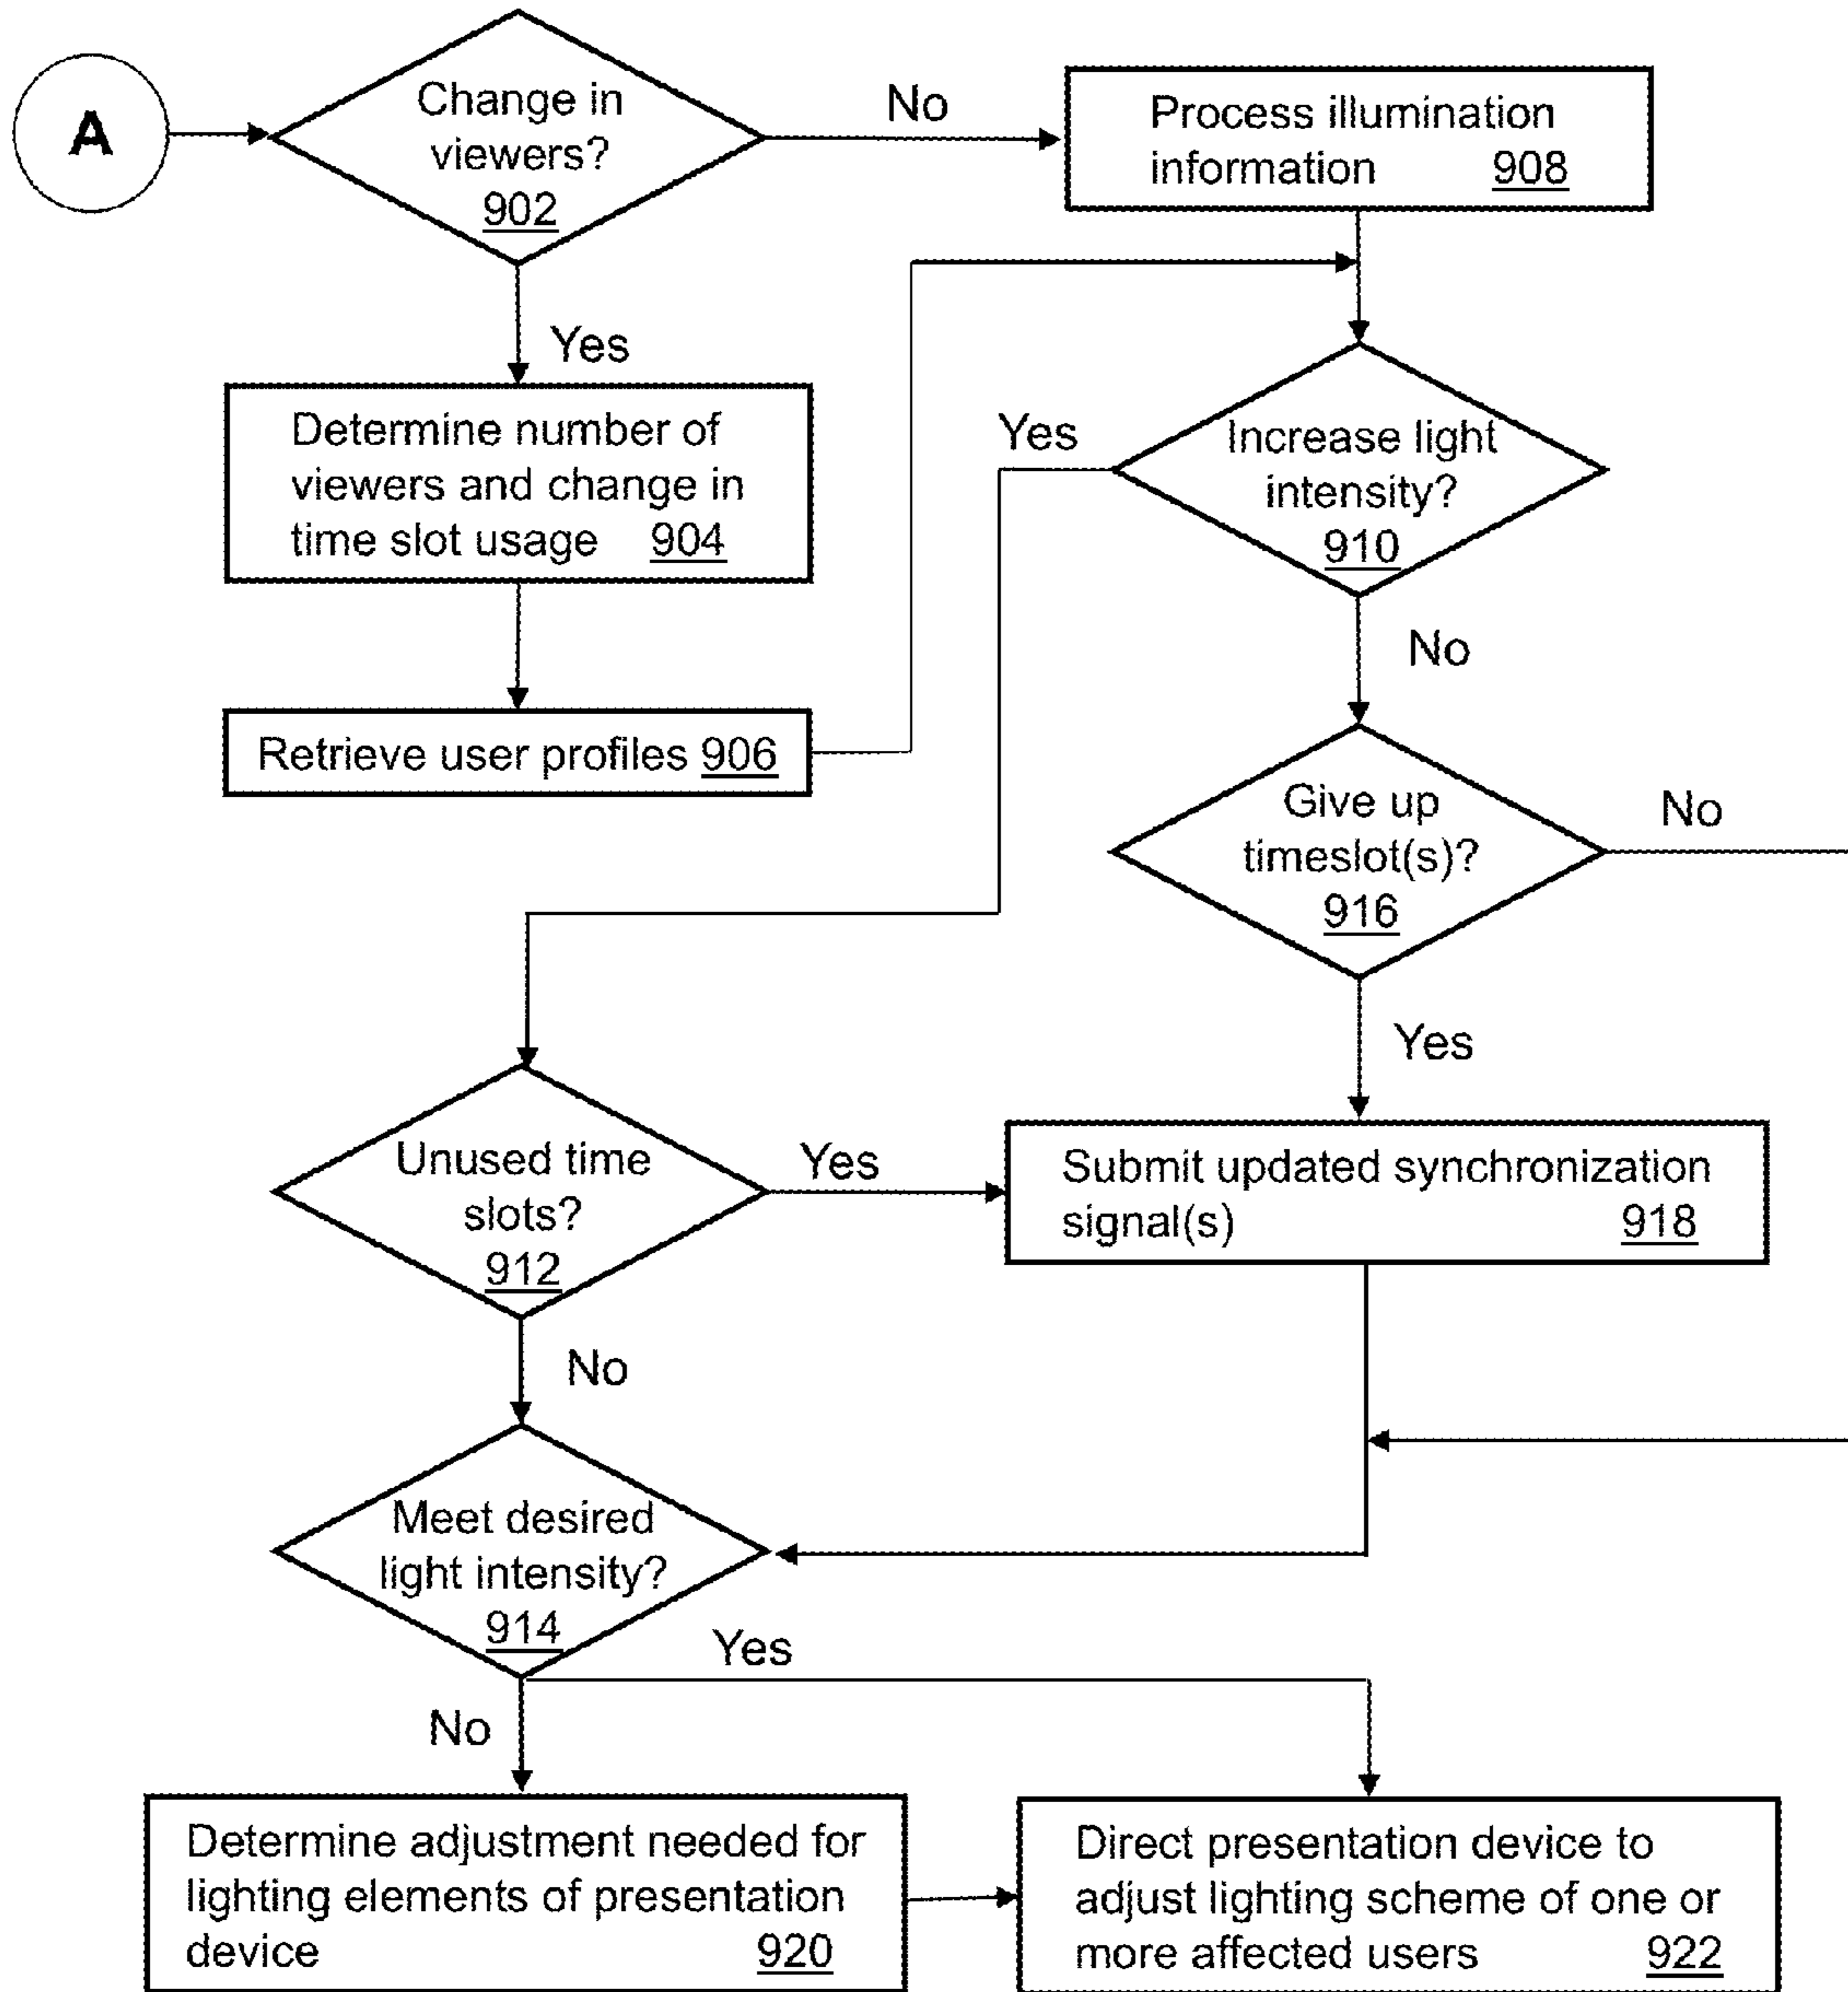 A
Change in
viewers?
902
No
Process illumination
information 908
Yes
Determine number of
viewers and change in
time slot usage 904
Retrieve user profiles 906
Yes
Increase light
intensity?
910
No
Give up
timeslot(s)?
916
No
Yes
Unused time
slots?
912
Yes
Submit updated synchronization
signal(s) 918
No
Meet desired
light intensity?
914
Yes
No
Determine adjustment needed for
lighting elements of presentation
device 920
Direct presentation device to
adjust lighting scheme of one or
more affected users 922